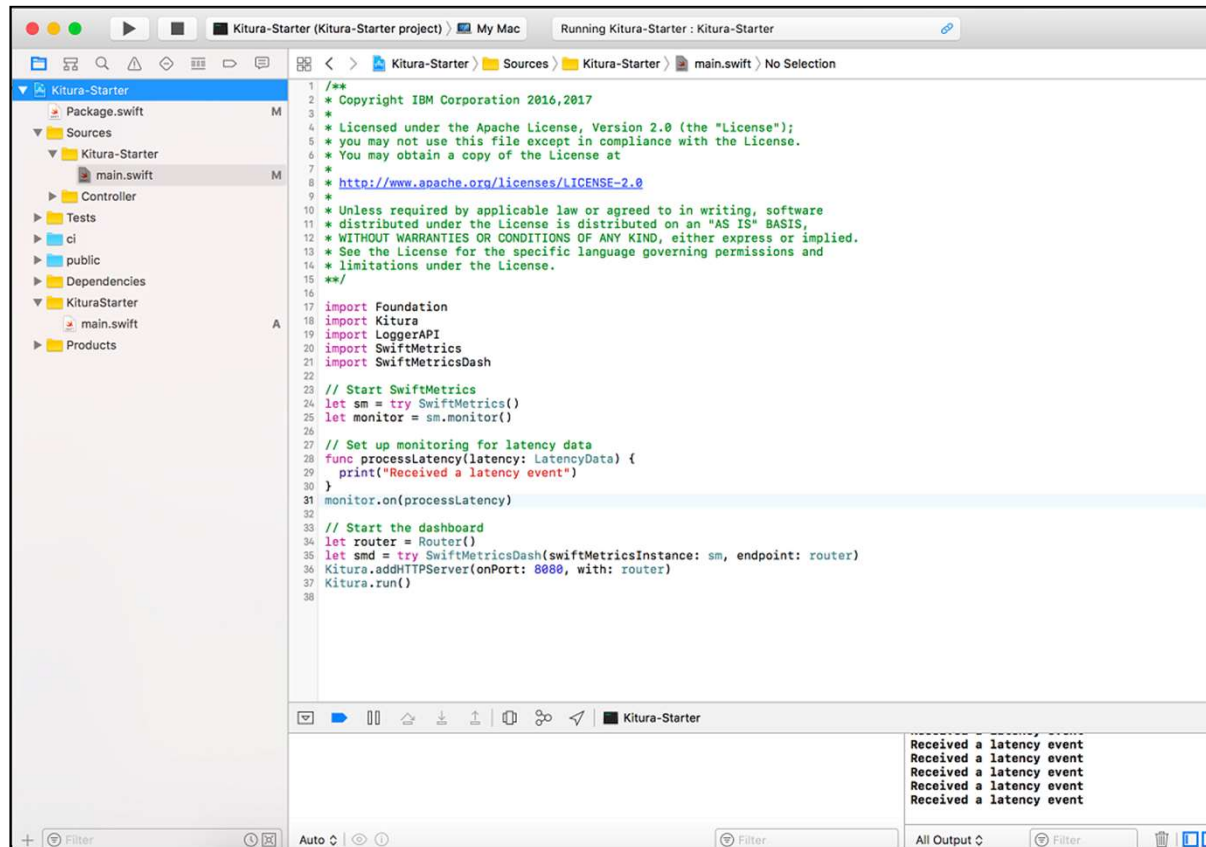 Kitura-Starter (Kitura-Starter project) My Mac
Running Kitura-Starter : Kitura-Starter
Kitura-Starter Sources Kitura-Starter main.swift No Selection
Kitura-Starter
Package.swift M
Sources
Kitura-Starter
main.swift M
Controller
Tests
ci
public
Dependencies
KituraStarter
main.swift A
Products
1 /**
2 * Copyright IBM Corporation 2016,2017
3 *
4 * Licensed under the Apache License, Version 2.0 (the "License");
5 * you may not use this file except in compliance with the License.
6 * You may obtain a copy of the License at
7 *
8 * http://www.apache.org/licenses/LICENSE-2.0
9 *
10 * Unless required by applicable law or agreed to in writing, software
11 * distributed under the License is distributed on an "AS IS" BASIS,
12 * WITHOUT WARRANTIES OR CONDITIONS OF ANY KIND, either express or implied.
13 * See the License for the specific language governing permissions and
14 * limitations under the License.
15 **/
16
17 import Foundation
18 import Kitura
19 import LoggerAPI
20 import SwiftMetrics
21 import SwiftMetricsDash
22
23 // Start SwiftMetrics
24 let sm = try SwiftMetrics()
25 let monitor = sm.monitor()
26
27 // Set up monitoring for latency data
28 func processLatency(latency: LatencyData) {
29 print("Received a latency event")
30 }
31 monitor.on(processLatency)
32
33 // Start the dashboard
34 let router = Router()
35 let smd = try SwiftMetricsDash(swiftMetricsInstance: sm, endpoint: router)
36 Kitura.addHTTPServer(onPort: 8080, with: router)
37 Kitura.run()
38
Kitura-Starter
Received a latency event
Received a latency event
Received a latency event
Received a latency event
Received a latency event
Received a latency event
Filter
Auto
Filter
All Output
Filter